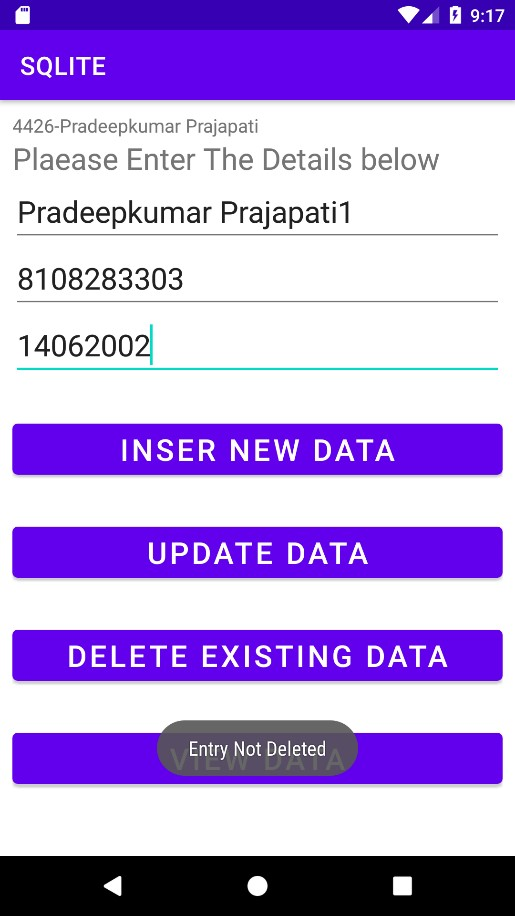 9:17
SQLITE
4426-Pradeepkumar Prajapati
Plaease Enter The Details below
Pradeepkumar Prajapati1
8108283303
14062002
INSER NEW DATA
UPDATE DATA
DELETE EXISTING DATA
VIEW DATA
Entry Not Deleted